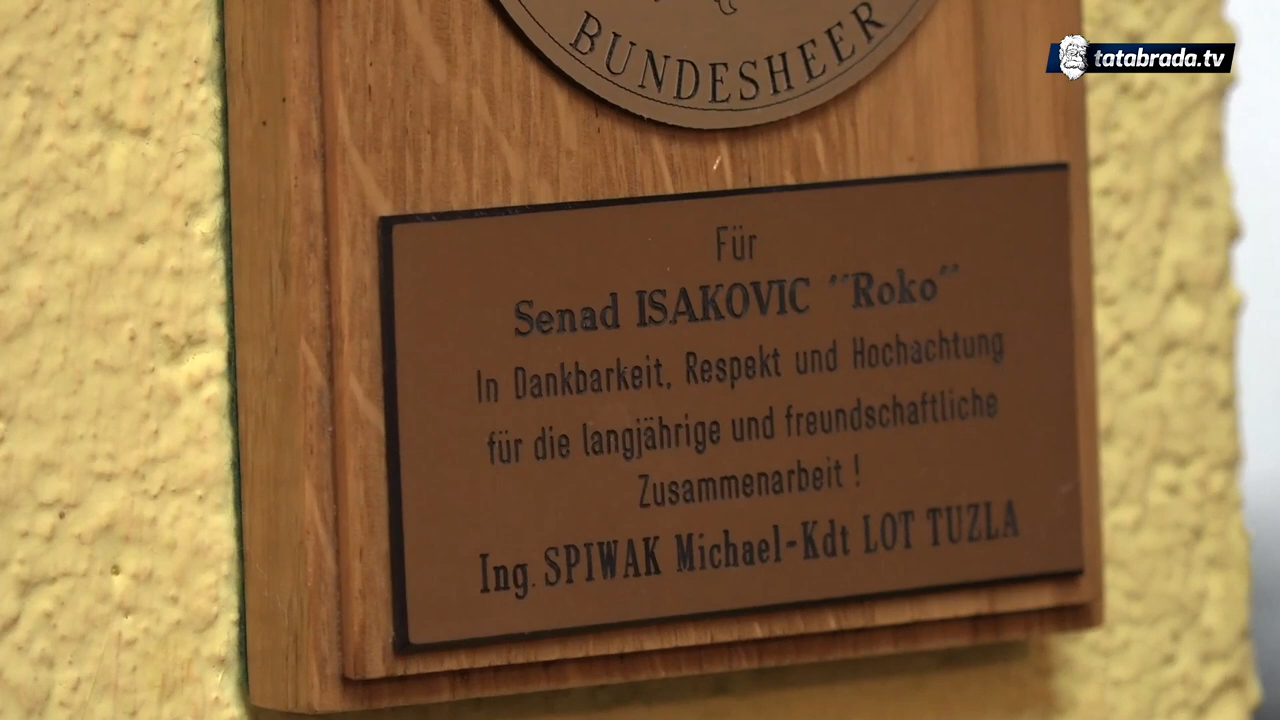 BUNDESHEER
tatabrada.tv
Für
Senad ISAKOVIC ´´Roko´´
In Dankbarkeit, Respekt und Hochachtung
für die langjährige und freundschaftliche
Zusammenarbeit !
Ing. SPIWAK Michael-Kdt LOT TUZLA